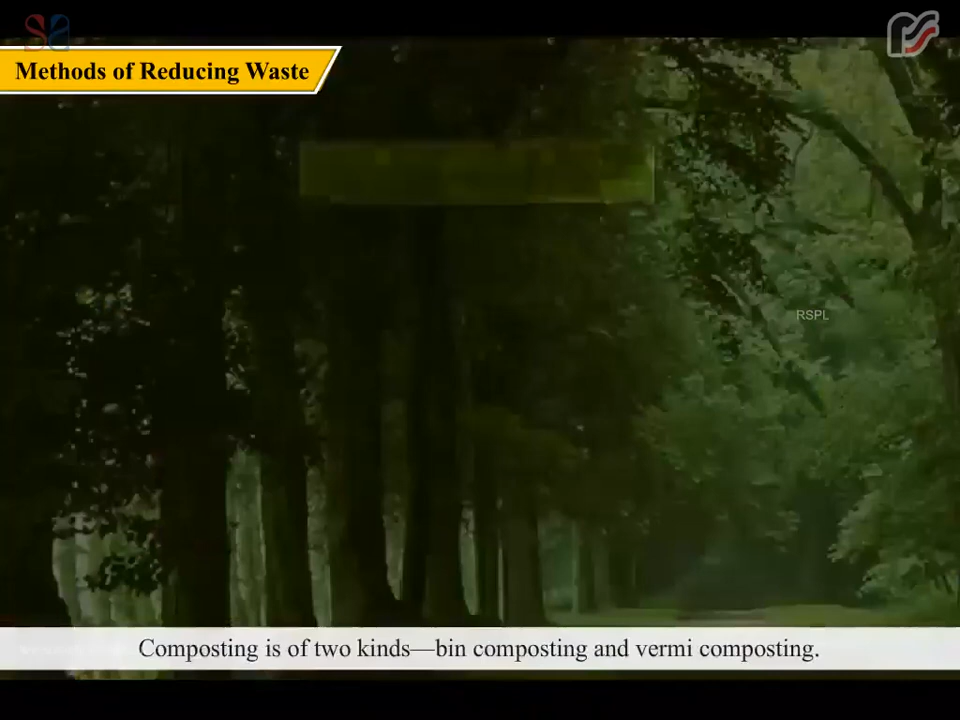 Methods of Reducing Waste
RSPL
Composting is of two kinds—bin composting and vermi composting.